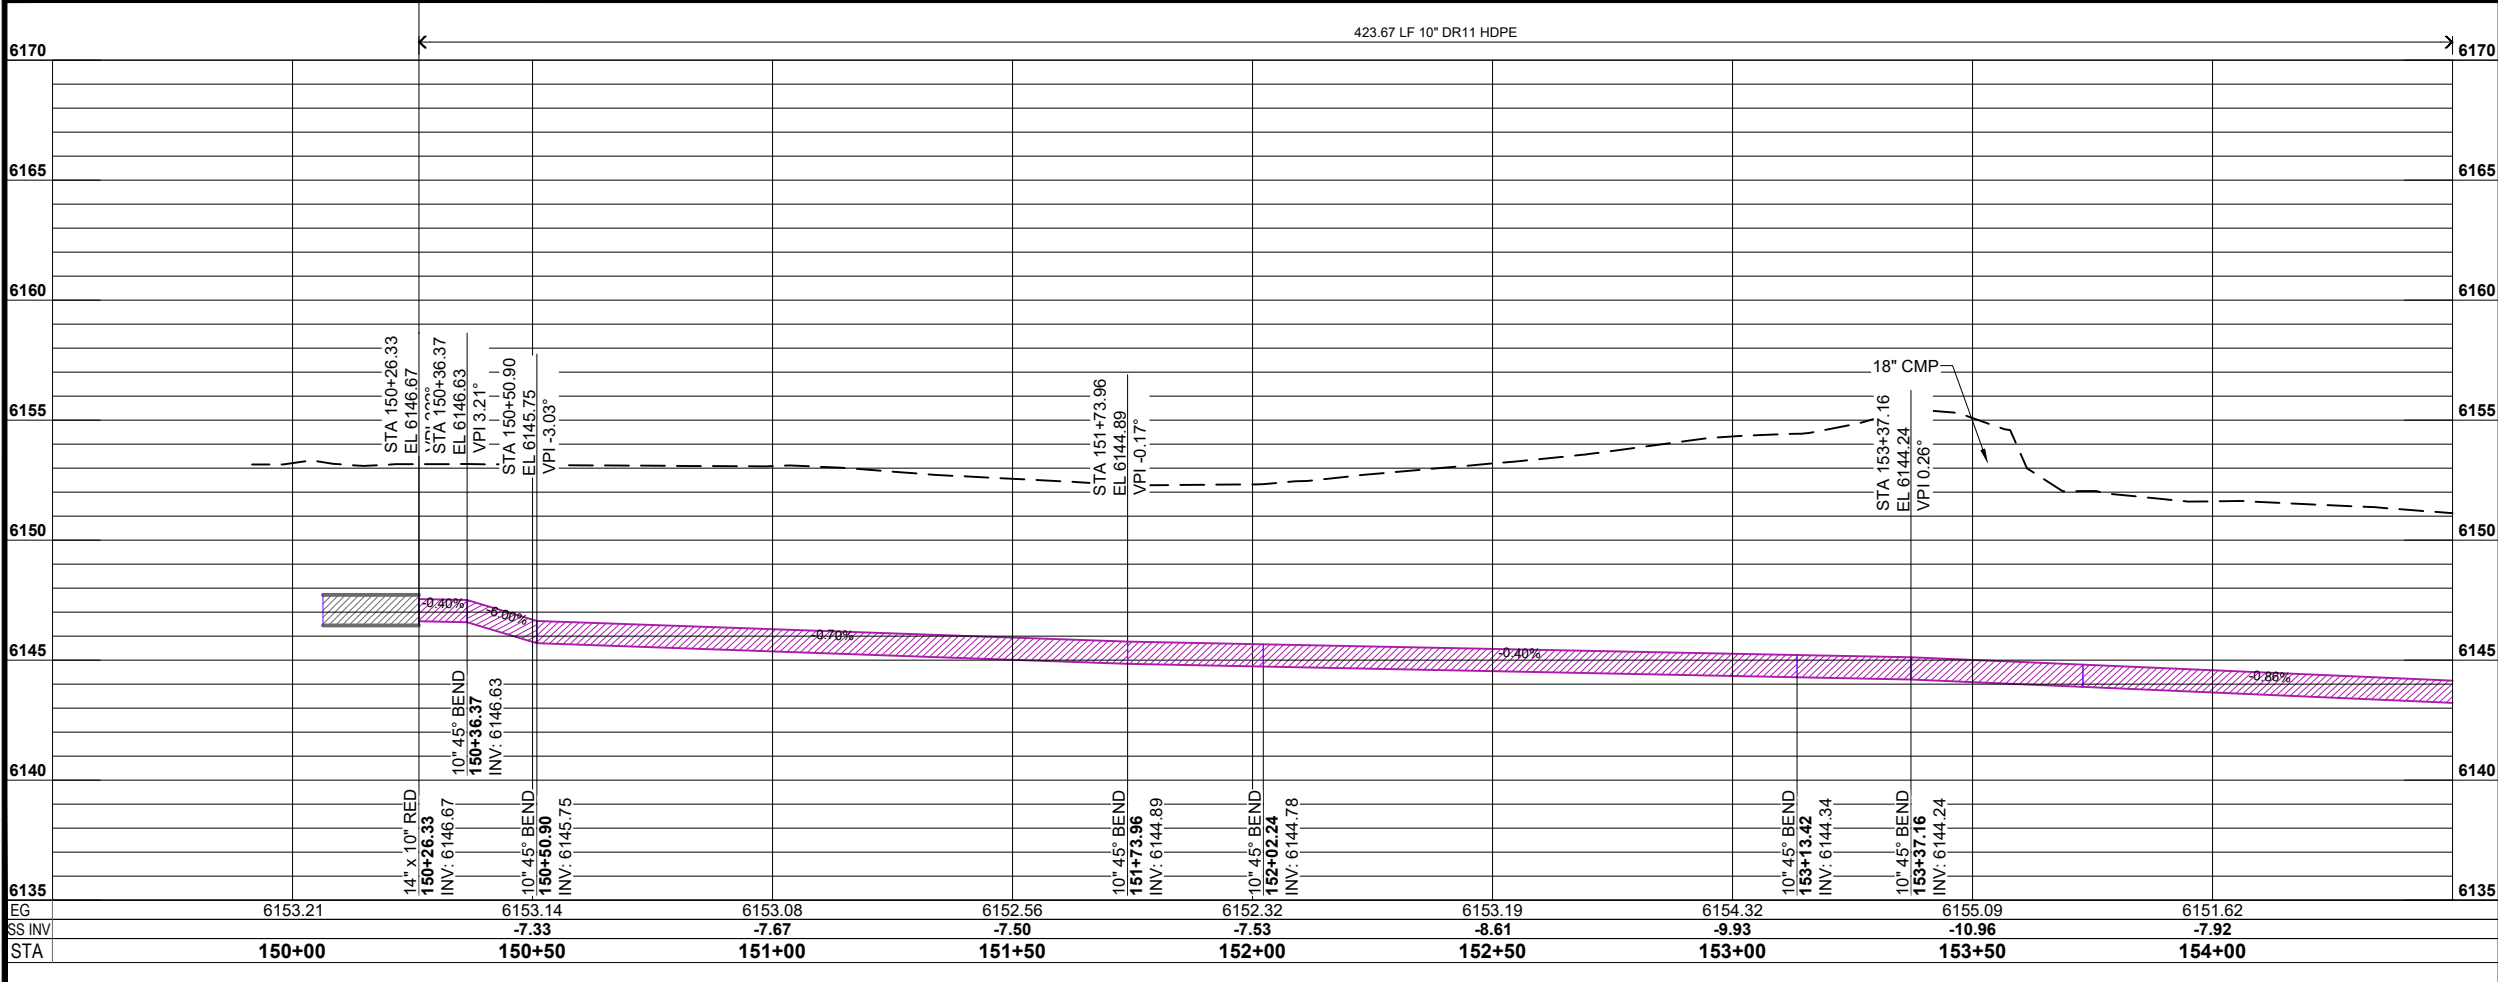 423.67 LF 10" DR11 HDPE
6170
6170
6165
6165
6160
6160
6155
6155
6150
6150
6145
6145
6140
6140
6135
6135
STA 150+26.33
EL 6146.67
STA 150+36.37
EL 6146.63
VPI 3.21°
STA 150+50.90
EL 6145.75
VPI -3.03°
STA 151+73.96
EL 6144.89
VPI -0.17°
STA 153+37.16
EL 6144.24
VPI 0.26°
18" CMP
-0.40%
-6.00%
-0.70%
-0.40%
-0.86%
14" x 10" RED
150+26.33
INV: 6146.67
10" 45° BEND
150+36.37
INV: 6146.63
10" 45° BEND
150+50.90
INV: 6145.75
10" 45° BEND
151+73.96
INV: 6144.89
10" 45° BEND
152+02.24
INV: 6144.78
10" 45° BEND
153+13.42
INV: 6144.34
10" 45° BEND
153+37.16
INV: 6144.24
EG 6153.21 6153.14 6153.08 6152.56 6152.32 6153.19 6154.32 6155.09 6151.62
SS INV -7.33 -7.67 -7.50 -7.53 -8.61 -9.93 -10.96 -7.92
STA 150+00 150+50 151+00 151+50 152+00 152+50 153+00 153+50 154+00